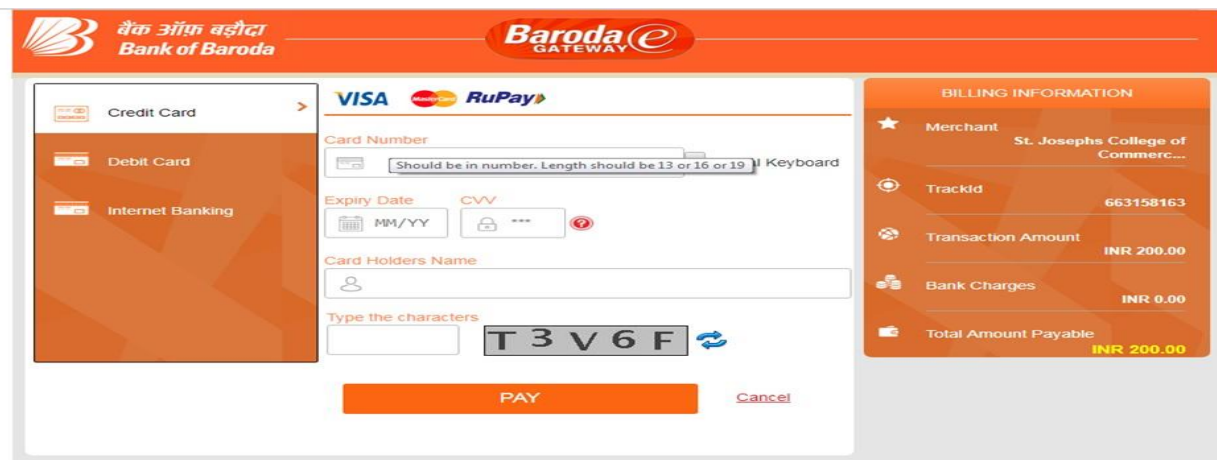 बैंक ऑफ़ बड़ौदा
Bank of Baroda
Baroda e
GATEWAY
Credit Card
Debit Card
Internet Banking
VISA MasterCard RuPay
Card Number
Should be in number. Length should be 13 or 16 or 19
l Keyboard
Expiry Date CVV
MM/YY *** ?
Card Holders Name
Type the characters
T 3 V 6 F
PAY
Cancel
BILLING INFORMATION
Merchant
St. Josephs College of
Commerc...
TrackId
663158163
Transaction Amount
INR 200.00
Bank Charges
INR 0.00
Total Amount Payable
INR 200.00